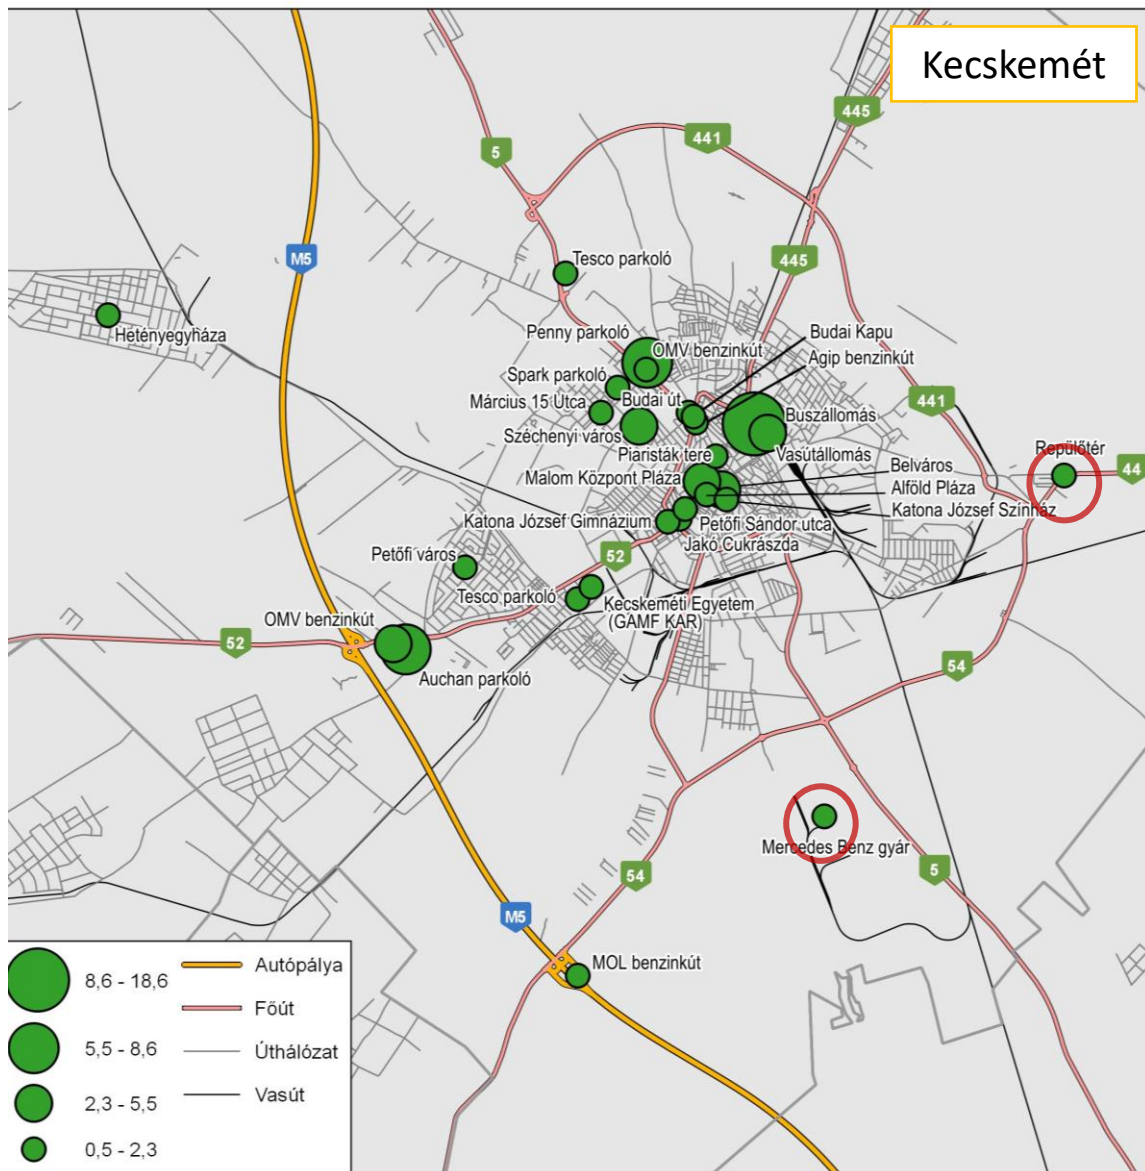 Kecskemét
445
441
5
M5
445
Tesco parkoló
Hetényegyháza
Penny parkoló
OMV benzinkút
Budai Kapu
Agip benzinkút
Spark parkoló
Március 15 Utca
Budai út
441
Buszállomás
Széchenyi város
Piaristák tere
Vasútállomás
Repülőtér
44
Malom Központ Pláza
Belváros
Alföld Pláza
Katona József Színház
Katona József Gimnázium
Petőfi Sándor utca
Jakó Cukrászda
52
Petőfi város
Tesco parkoló
Kecskeméti Egyetem
(GAMF KAR)
OMV benzinkút
52
Auchan parkoló
54
Mercedes Benz gyár
54
5
M5
MOL benzinkút
8,6 - 18,6
5,5 - 8,6
2,3 - 5,5
0,5 - 2,3
Autópálya
Főút
Úthálózat
Vasút